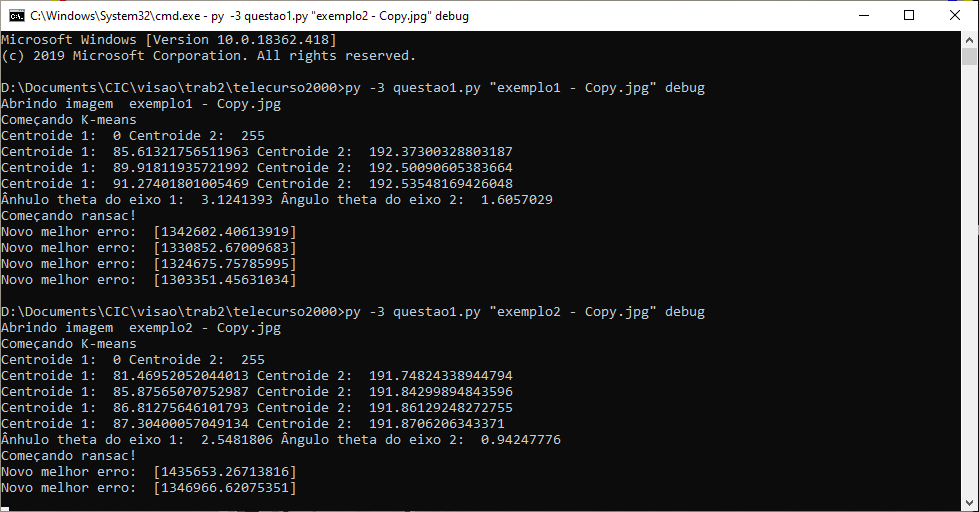 C:\Windows\System32\cmd.exe - py -3 questao1.py "exemplo2 - Copy.jpg" debug
Microsoft Windows [Version 10.0.18362.418]
(c) 2019 Microsoft Corporation. All rights reserved.
D:\Documents\CIC\visao\trab2\telecurso2000>py -3 questao1.py "exemplo1 - Copy.jpg" debug
Abrindo imagem  exemplo1 - Copy.jpg
Começando K-means
Centroide 1:  0 Centroide 2:  255
Centroide 1:  85.61321756511963 Centroide 2:  192.37300328803187
Centroide 1:  89.91811935721992 Centroide 2:  192.50090605383664
Centroide 1:  91.27401801005469 Centroide 2:  192.53548169426048
Ânhulo theta do eixo 1:  3.1241393 Ângulo theta do eixo 2:  1.6057029
Começando ransac!
Novo melhor erro:  [1342602.40613919]
Novo melhor erro:  [1330852.67009683]
Novo melhor erro:  [1324675.75785995]
Novo melhor erro:  [1303351.45631034]
D:\Documents\CIC\visao\trab2\telecurso2000>py -3 questao1.py "exemplo2 - Copy.jpg" debug
Abrindo imagem  exemplo2 - Copy.jpg
Começando K-means
Centroide 1:  0 Centroide 2:  255
Centroide 1:  81.46952052044013 Centroide 2:  191.74824338944794
Centroide 1:  85.87565070752987 Centroide 2:  191.84299894843596
Centroide 1:  86.81275646101793 Centroide 2:  191.86129248272755
Centroide 1:  87.30400057049134 Centroide 2:  191.8706206343371
Ânhulo theta do eixo 1:  2.5481806 Ângulo theta do eixo 2:  0.94247776
Começando ransac!
Novo melhor erro:  [1435653.26713816]
Novo melhor erro:  [1346966.62075351]